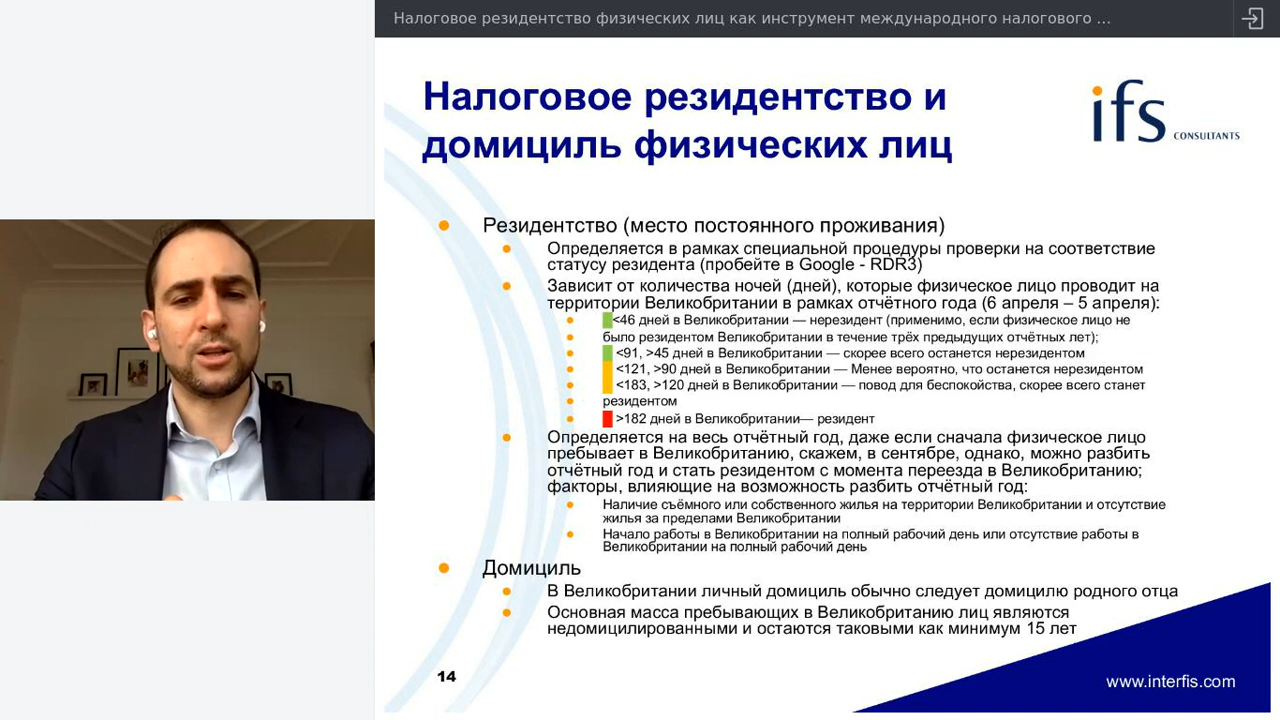 Налоговое резидентство физических лиц как инструмент международного налогового ...
Налоговое резидентство и
домициль физических лиц
ifs CONSULTANTS
Резидентство (место постоянного проживания)
Определяется в рамках специальной процедуры проверки на соответствие
статусу резидента (пробейте в Google - RDR3)
Зависит от количества ночей (дней), которые физическое лицо проводит на
территории Великобритании в рамках отчётного года (6 апреля – 5 апреля):
<46 дней в Великобритании — нерезидент (применимо, если физическое лицо не
было резидентом Великобритании в течение трёх предыдущих отчётных лет);
<91, >45 дней в Великобритании — скорее всего останется нерезидентом
<121, >90 дней в Великобритании — Менее вероятно, что останется нерезидентом
<183, >120 дней в Великобритании — повод для беспокойства, скорее всего станет
резидентом
>182 дней в Великобритании— резидент
Определяется на весь отчётный год, даже если сначала физическое лицо
пребывает в Великобританию, скажем, в сентябре, однако, можно разбить
отчётный год и стать резидентом с момента переезда в Великобританию;
факторы, влияющие на возможность разбить отчётный год:
Наличие съёмного или собственного жилья на территории Великобритании и отсутствие
жилья за пределами Великобритании
Начало работы в Великобритании на полный рабочий день или отсутствие работы в
Великобритании на полный рабочий день
Домициль
В Великобритании личный домициль обычно следует домицилю родного отца
Основная масса пребывающих в Великобританию лиц являются
недомицилированными и остаются таковыми как минимум 15 лет
14
www.interfis.com